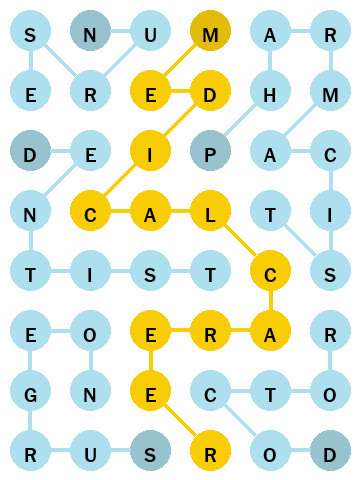 S N U M A R
E R E D H M
D E I P A C
N C A L T I
T I S T C S
E O E R A R
G N E C T O
R U S R O D